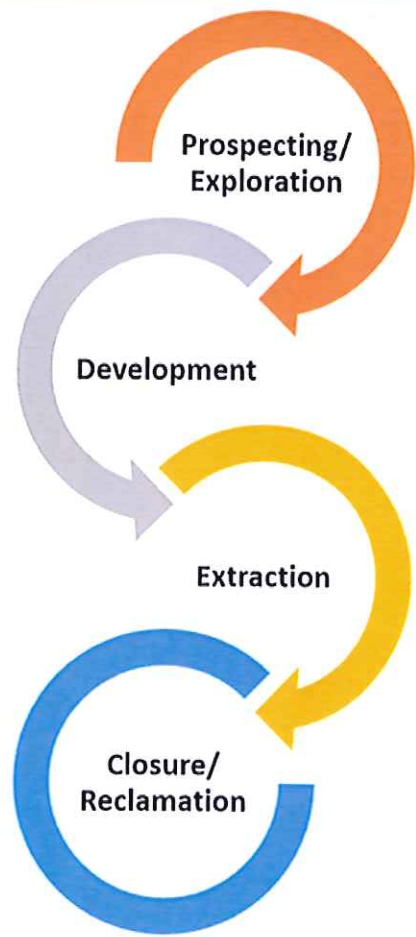 Prospecting/
Exploration
Development
Extraction
Closure/
Reclamation